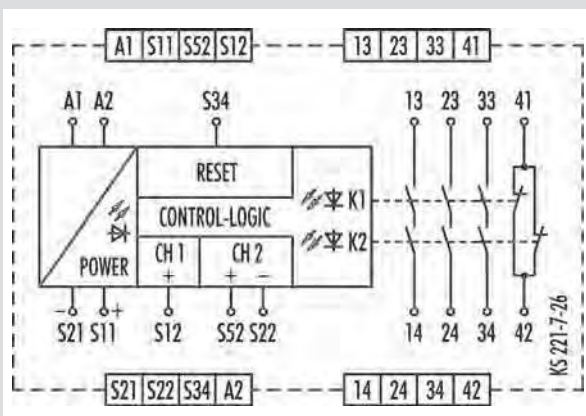 A1 S11 S52 S12 13 23 33 41
A1 A2 S34 13 23 33 41
RESET
CONTROL-LOGIC K1
K2
POWER CH 1 CH 2
+ + −
− +
S21 S11 S12 S52 S22 14 24 34 42
KS 221-7-26
S21 S22 S34 A2 14 24 34 42